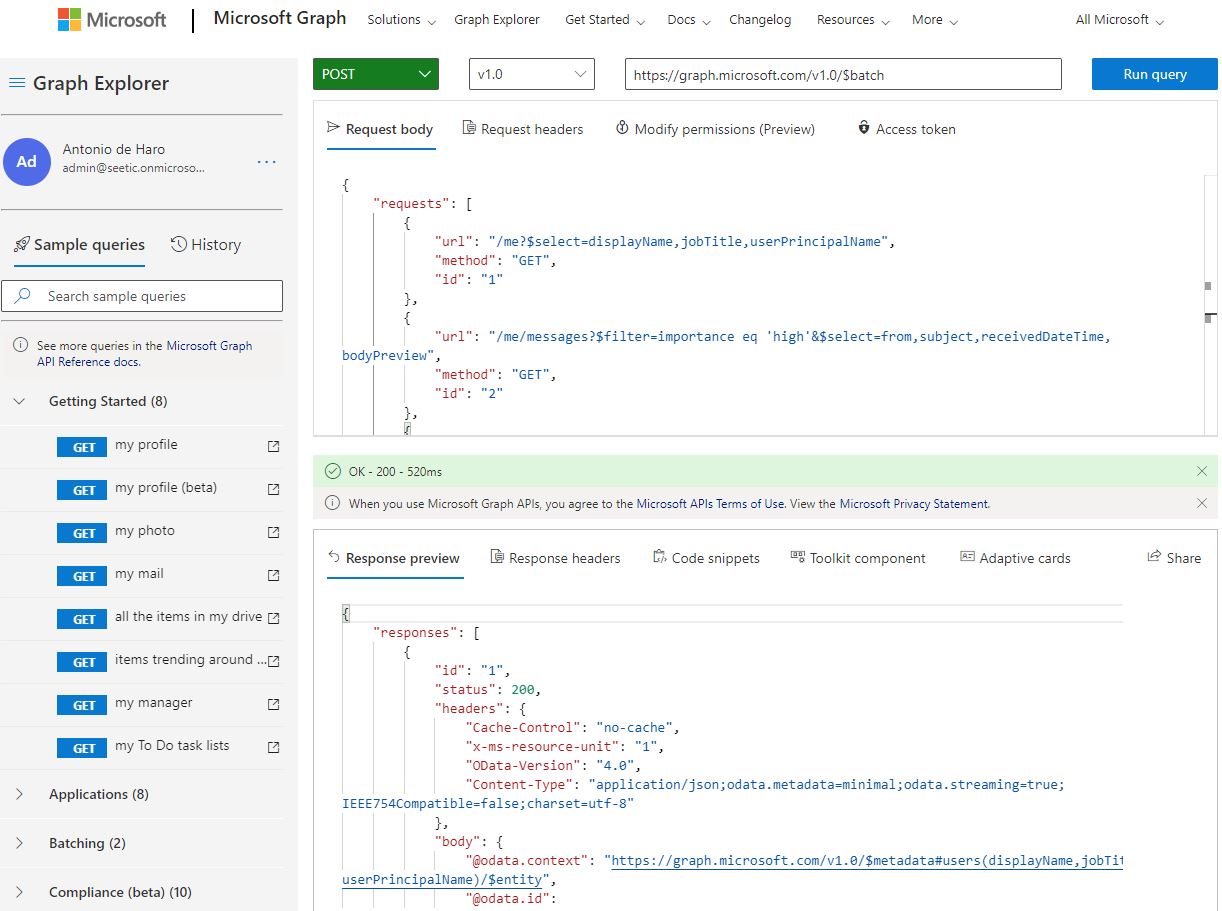 Microsoft | Microsoft Graph Solutions Graph Explorer Get Started Docs Changelog Resources More All Microsoft
Graph Explorer
Ad
Antonio de Haro
admin@seetic.onmicroso...
...
Sample queries History
Search sample queries
See more queries in the Microsoft Graph
API Reference docs.
Getting Started (8)
GET my profile
GET my profile (beta)
GET my photo
GET my mail
GET all the items in my drive
GET items trending around ...
GET my manager
GET my To Do task lists
Applications (8)
Batching (2)
Compliance (beta) (10)
POST v1.0 https://graph.microsoft.com/v1.0/$batch Run query
Request body Request headers Modify permissions (Preview) Access token
{
"requests": [
{
"url": "/me?$select=displayName,jobTitle,userPrincipalName",
"method": "GET",
"id": "1"
},
{
"url": "/me/messages?$filter=importance eq 'high'&$select=from,subject,receivedDateTime,
bodyPreview",
"method": "GET",
"id": "2"
},
{
OK - 200 - 520ms
When you use Microsoft Graph APIs, you agree to the Microsoft APIs Terms of Use. View the Microsoft Privacy Statement.
Response preview Response headers Code snippets Toolkit component Adaptive cards Share
{
"responses": [
{
"id": "1",
"status": 200,
"headers": {
"Cache-Control": "no-cache",
"x-ms-resource-unit": "1",
"OData-Version": "4.0",
"Content-Type": "application/json;odata.metadata=minimal;odata.streaming=true;
IEEE754Compatible=false;charset=utf-8"
},
"body": {
"@odata.context": "https://graph.microsoft.com/v1.0/$metadata#users(displayName,jobTit
userPrincipalName)/$entity",
"@odata.id":